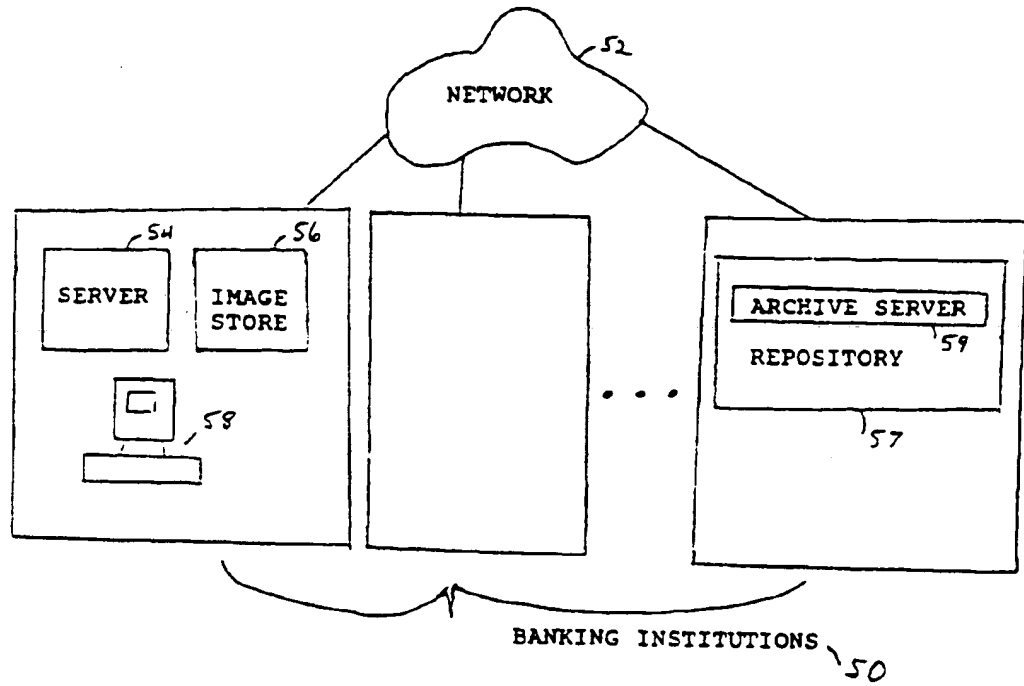 52
NETWORK
54
56
SERVER
IMAGE
STORE
58
ARCHIVE SERVER
59
REPOSITORY
57
BANKING INSTITUTIONS
50